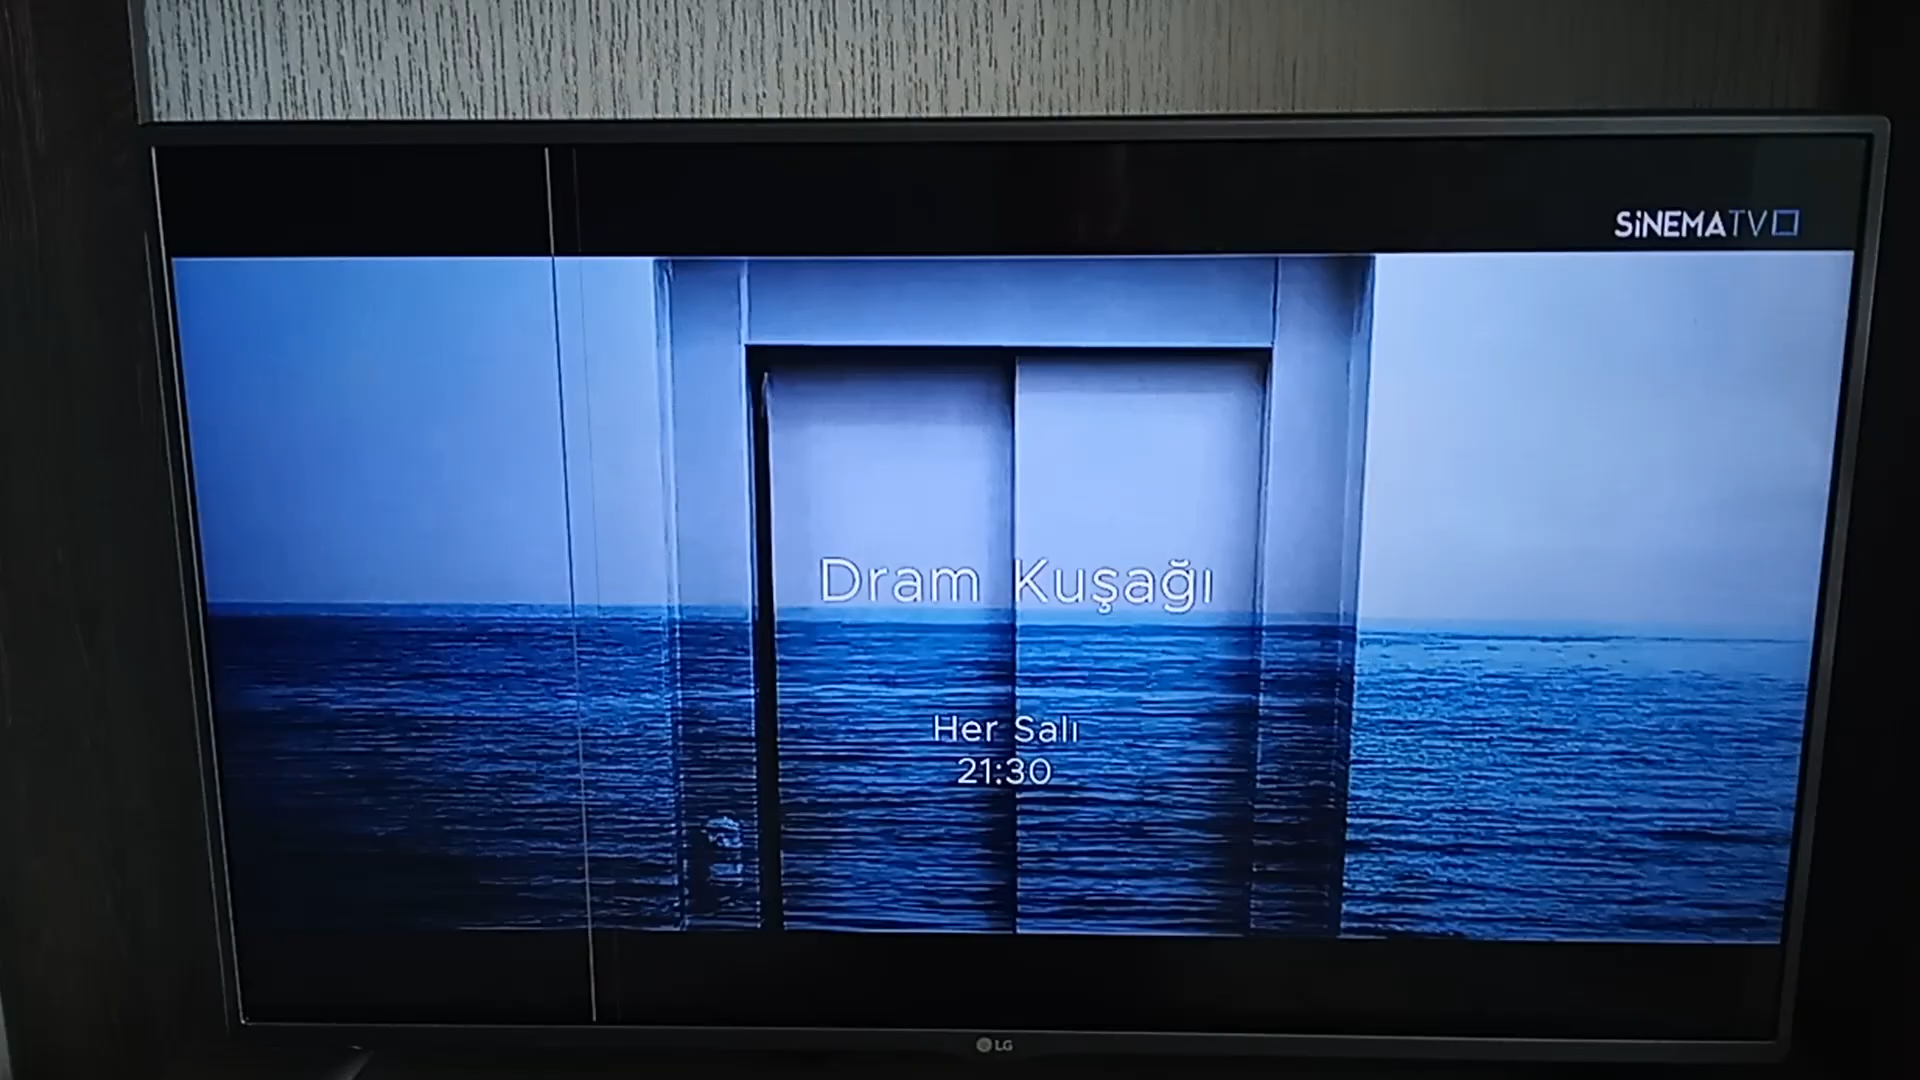 SİNEMATV
Dram Kuşağı
Her Salı
21:30
LG